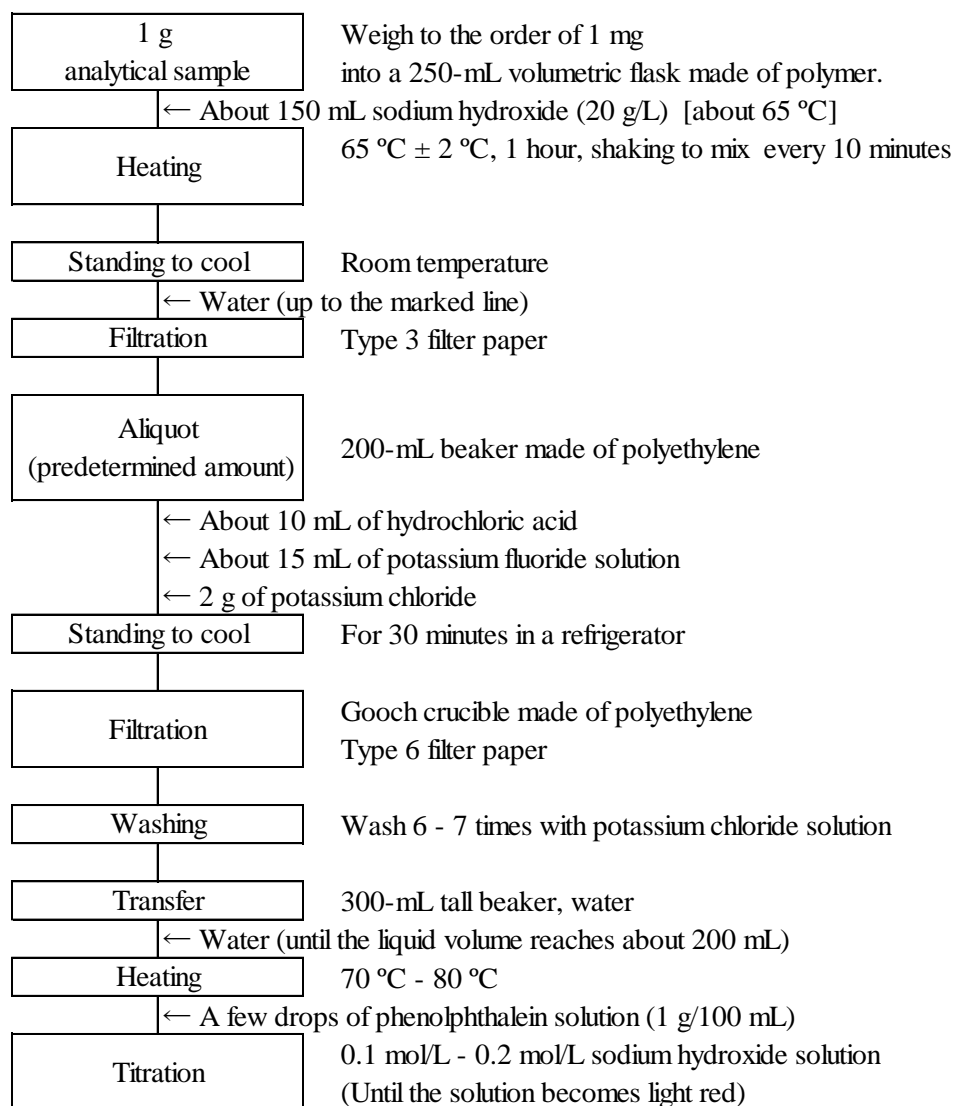 1 g
analytical sample
Weigh to the order of 1 mg
into a 250-mL volumetric flask made of polymer.
← About 150 mL sodium hydroxide (20 g/L) [about 65 ºC]
Heating
65 ºC ± 2 ºC, 1 hour, shaking to mix every 10 minutes
Standing to cool
Room temperature
← Water (up to the marked line)
Filtration
Type 3 filter paper
Aliquot
(predetermined amount)
200-mL beaker made of polyethylene
← About 10 mL of hydrochloric acid
← About 15 mL of potassium fluoride solution
← 2 g of potassium chloride
Standing to cool
For 30 minutes in a refrigerator
Filtration
Gooch crucible made of polyethylene
Type 6 filter paper
Washing
Wash 6 - 7 times with potassium chloride solution
Transfer
300-mL tall beaker, water
← Water (until the liquid volume reaches about 200 mL)
Heating
70 ºC - 80 ºC
← A few drops of phenolphthalein solution (1 g/100 mL)
Titration
0.1 mol/L - 0.2 mol/L sodium hydroxide solution
(Until the solution becomes light red)